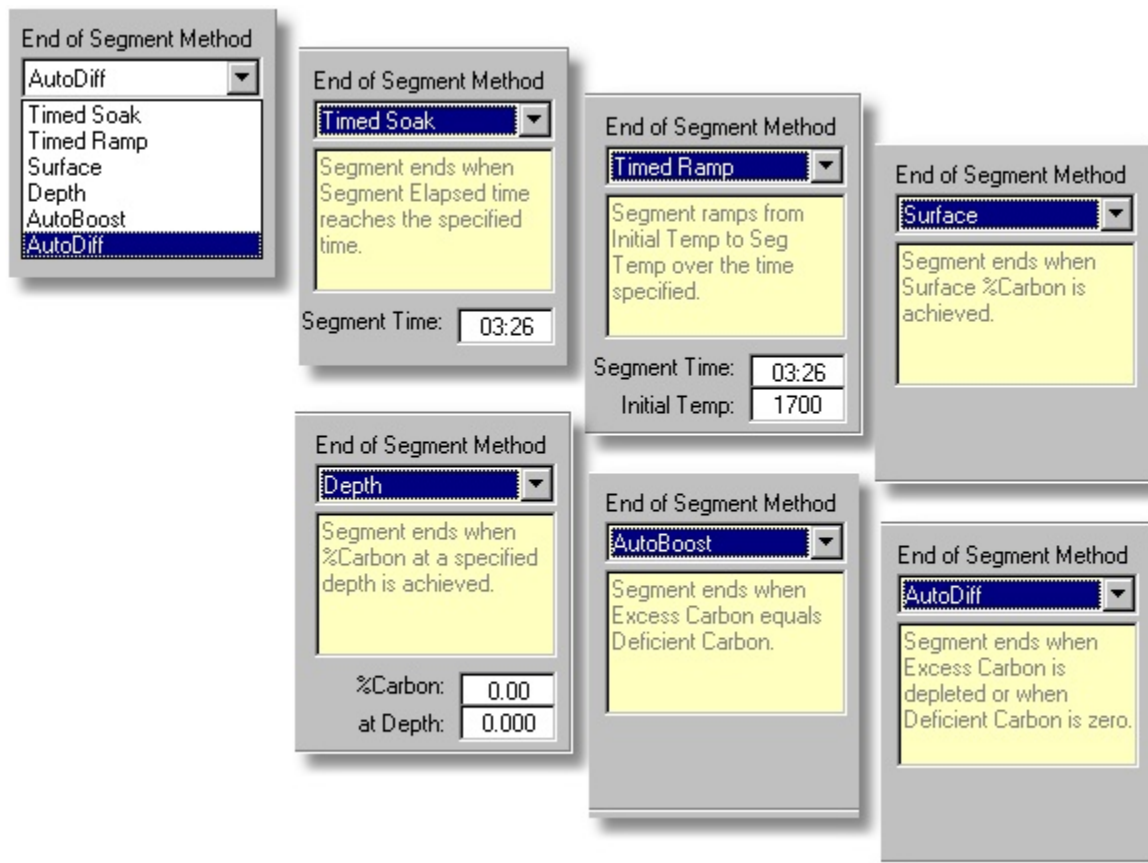 End of Segment Method
AutoDiff
Timed Soak
Timed Ramp
Surface
Depth
AutoBoost
AutoDiff
End of Segment Method
Timed Soak
Segment ends when
Segment Elapsed time
reaches the specified
time.
Segment Time: 03:26
End of Segment Method
Timed Ramp
Segment ramps from
Initial Temp to Seg
Temp over the time
specified.
Segment Time: 03:26
Initial Temp: 1700
End of Segment Method
Surface
Segment ends when
Surface %Carbon is
achieved.
End of Segment Method
Depth
Segment ends when
%Carbon at a specified
depth is achieved.
%Carbon: 0.00
at Depth: 0.000
End of Segment Method
AutoBoost
Segment ends when
Excess Carbon equals
Deficient Carbon.
End of Segment Method
AutoDiff
Segment ends when
Excess Carbon is
depleted or when
Deficient Carbon is zero.